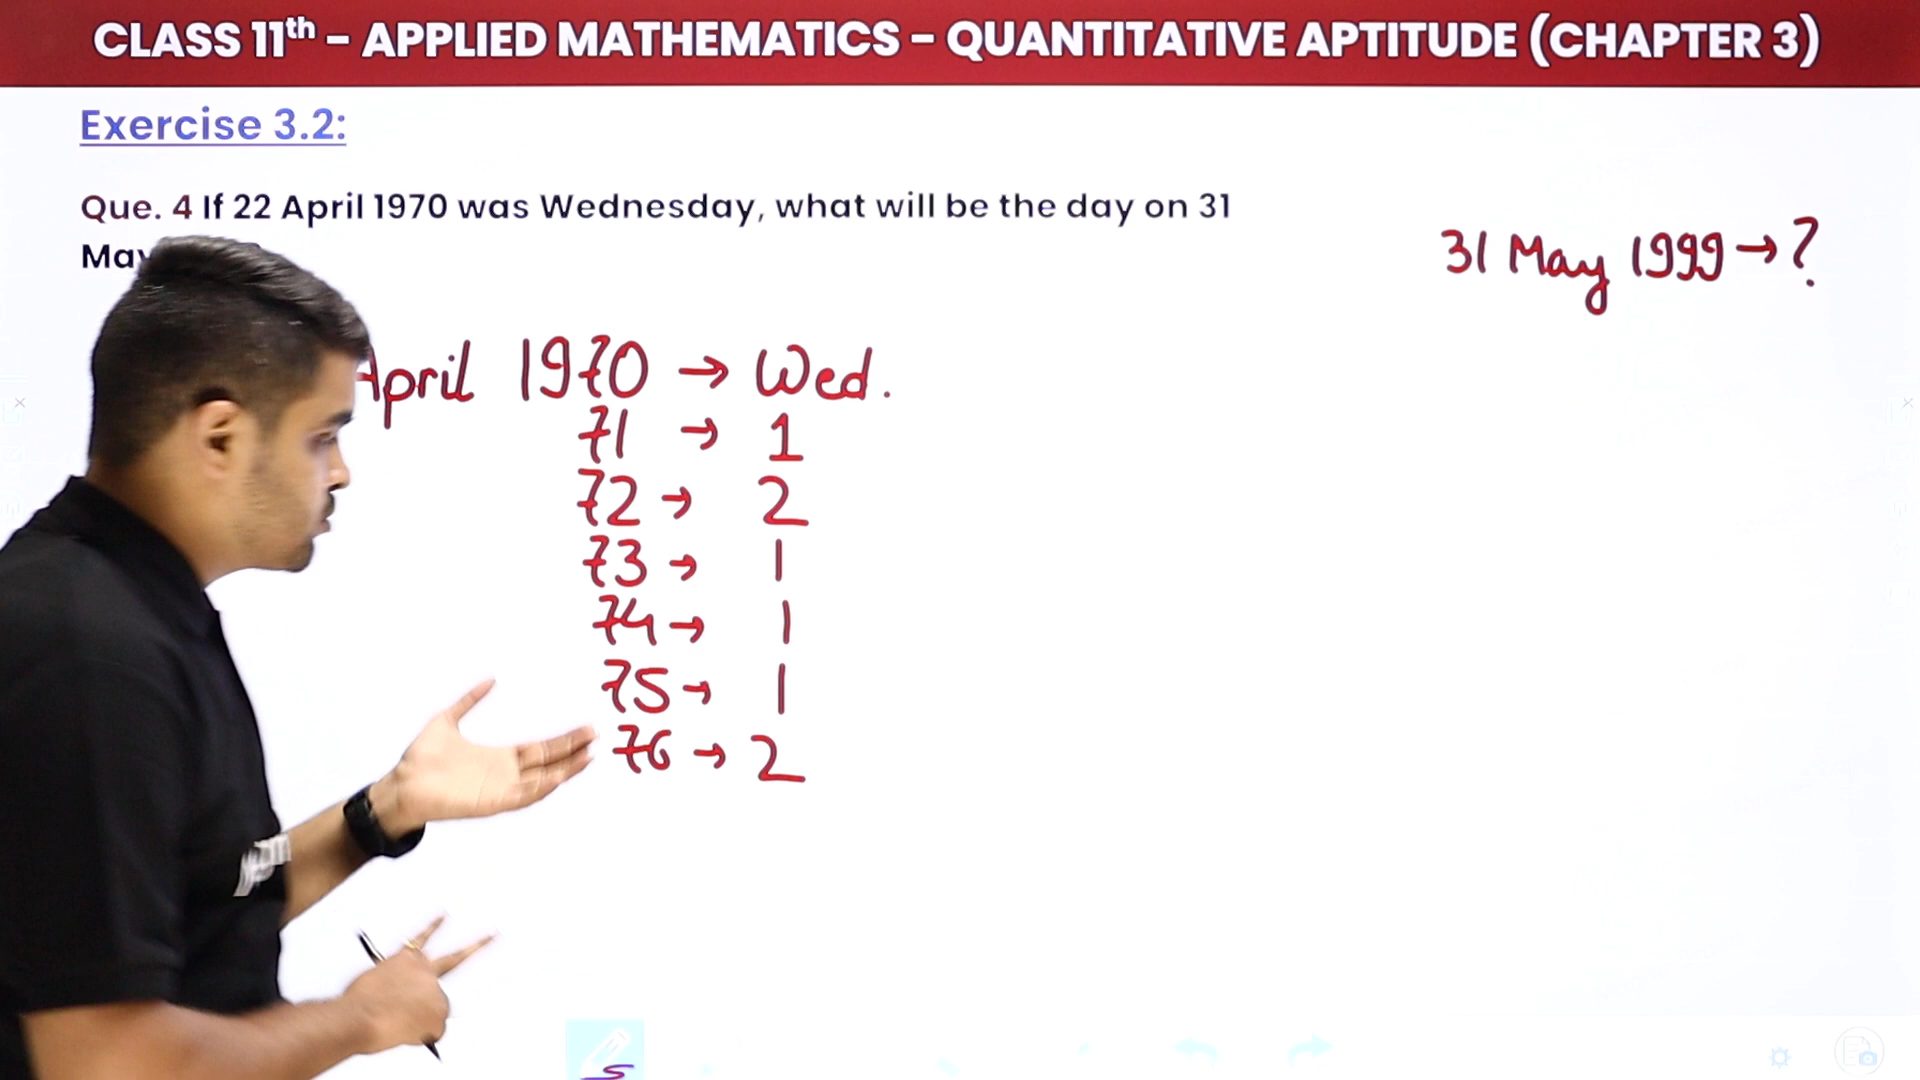 CLASS 11th - APPLIED MATHEMATICS - QUANTITATIVE APTITUDE (CHAPTER 3)
Exercise 3.2:
Que. 4 If 22 April 1970 was Wednesday, what will be the day on 31
May
31 May 1999 → ?
April 1970 → Wed.
71 → 1
72 → 2
73 → 1
74 → 1
75 → 1
76 → 2